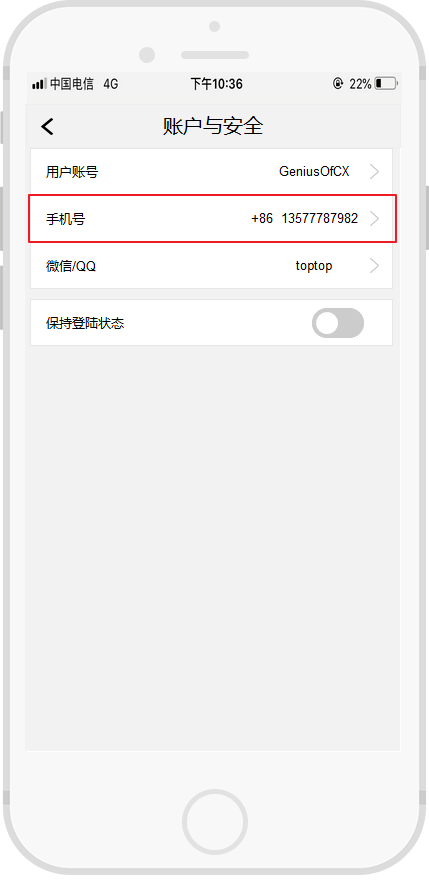 中国电信 4G 下午10:36 22%
账户与安全
用户账号 GeniusOfCX
手机号 +86 13577787982
微信/QQ toptop
保持登陆状态